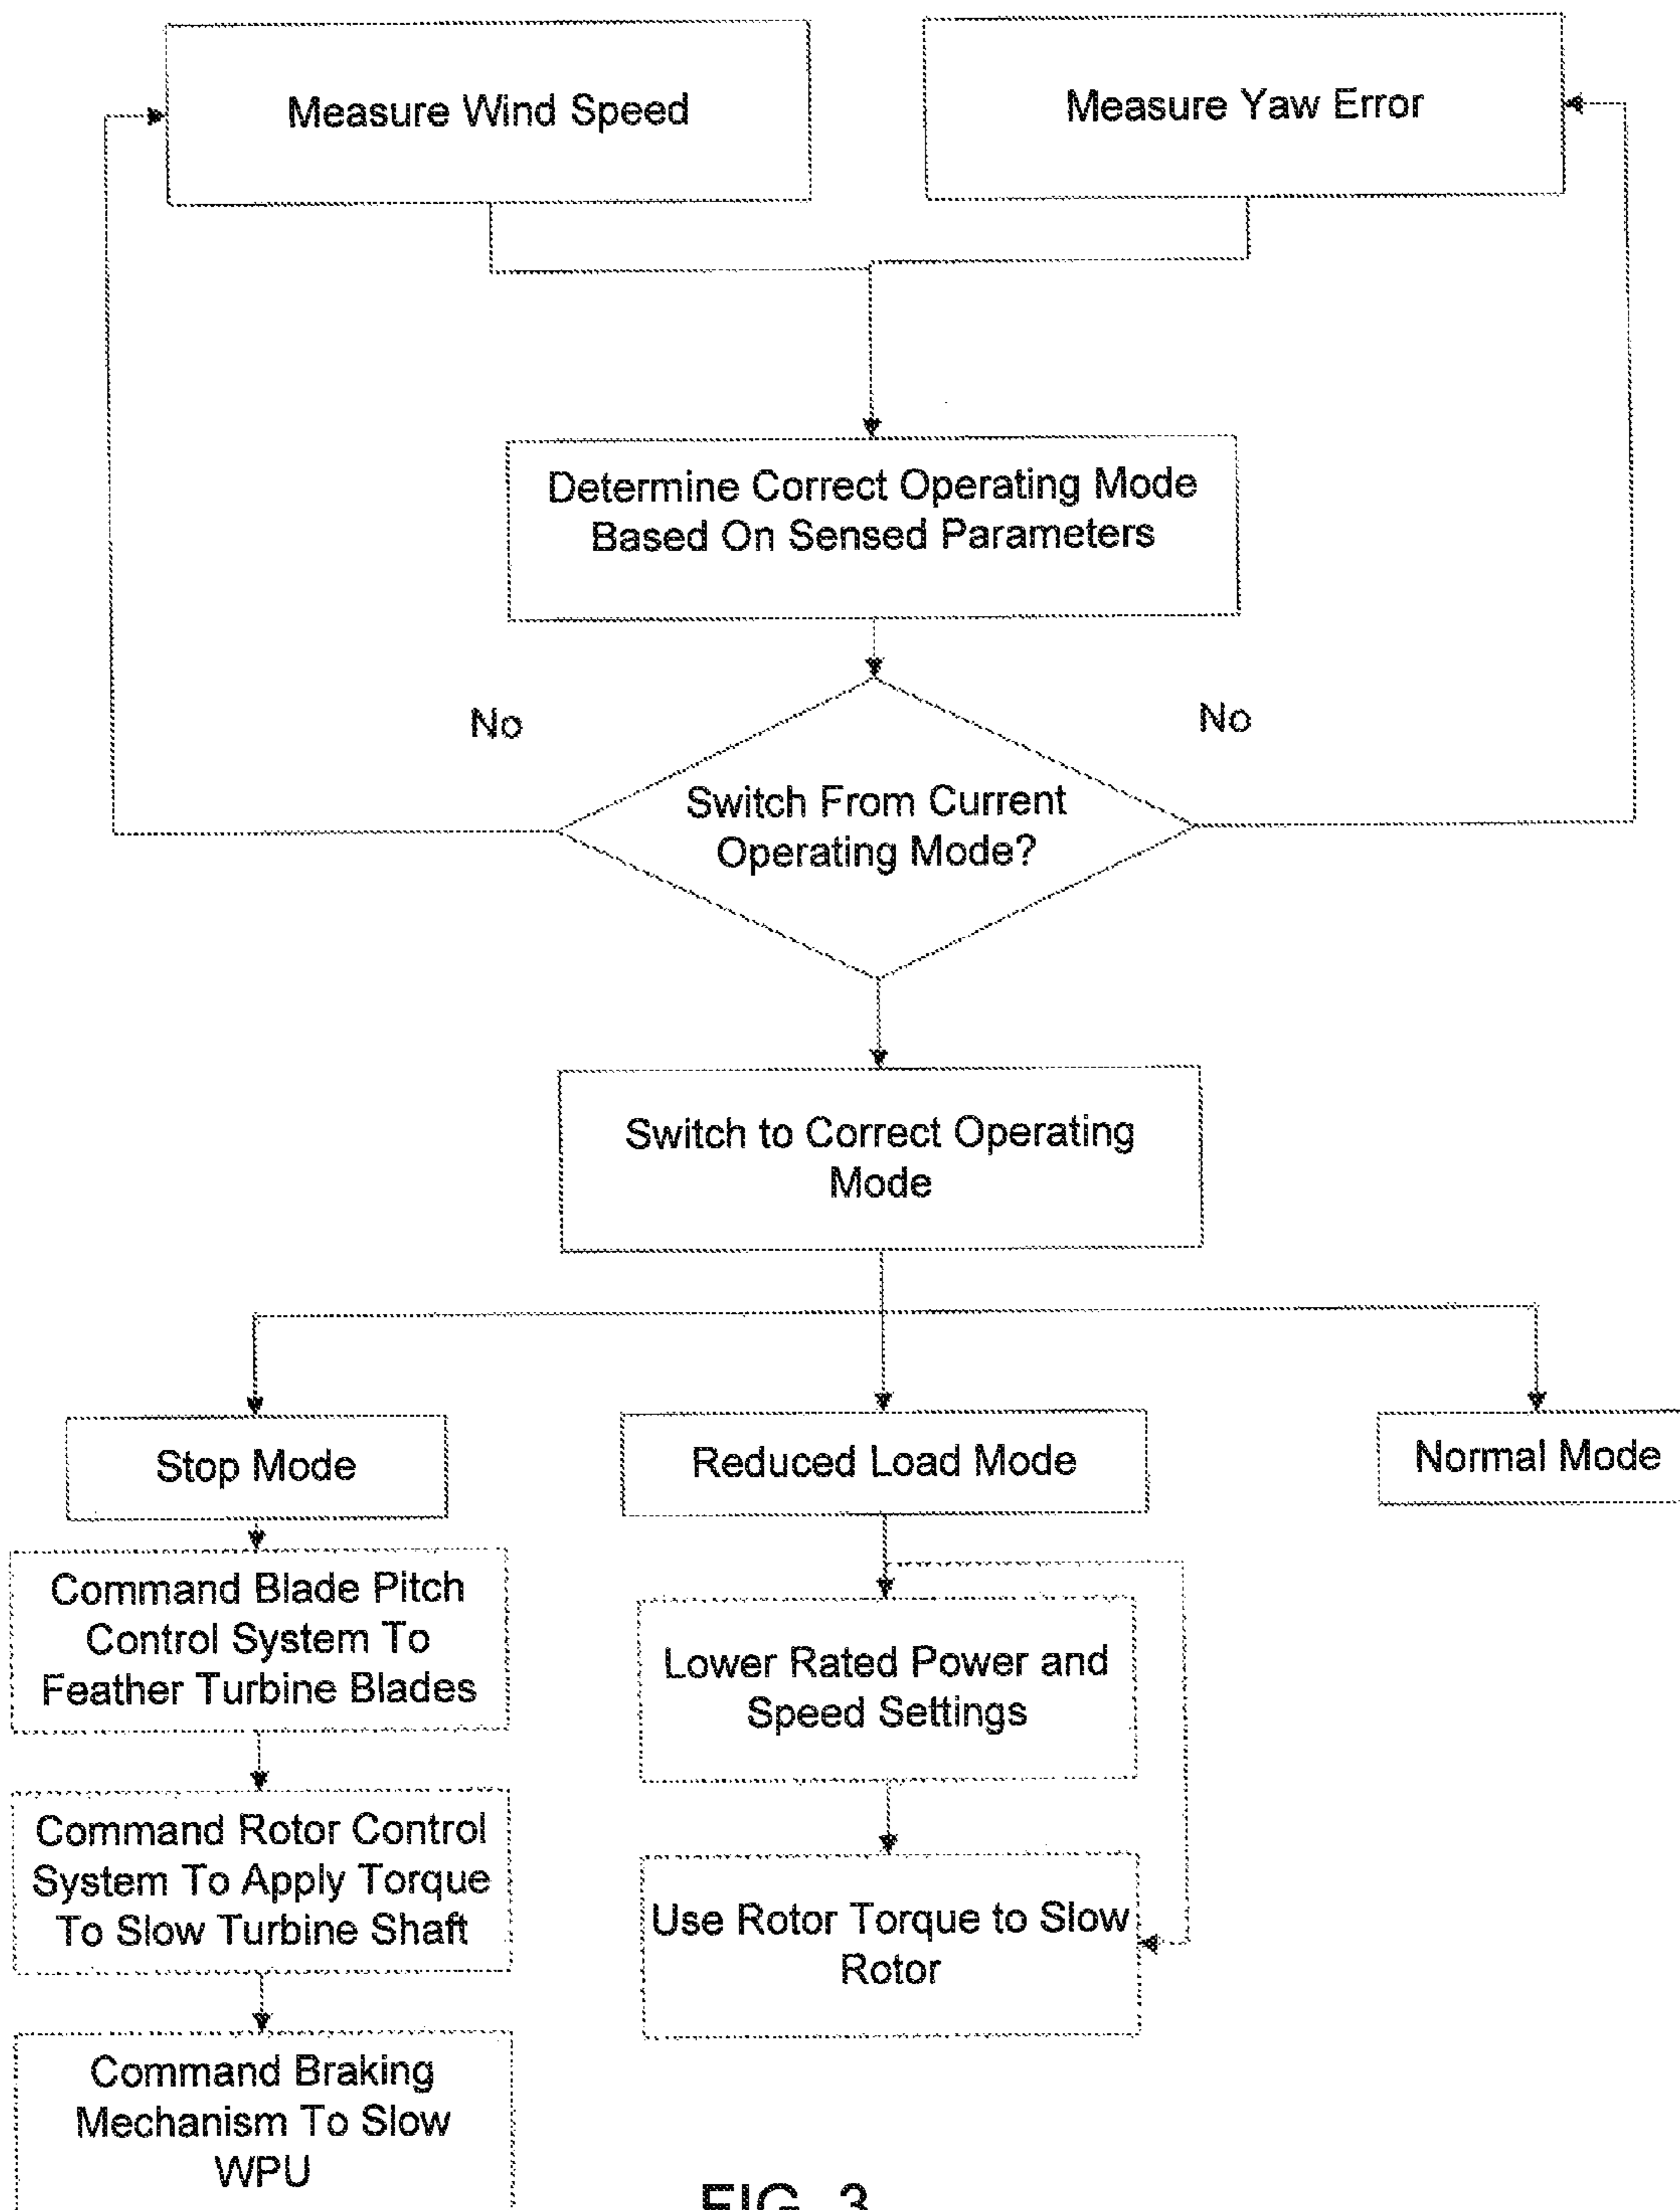 Measure Wind Speed
Measure Yaw Error
Determine Correct Operating Mode
Based On Sensed Parameters
No
No
Switch From Current
Operating Mode?
Switch to Correct Operating
Mode
Stop Mode
Reduced Load Mode
Normal Mode
Command Blade Pitch
Control System To
Feather Turbine Blades
Lower Rated Power and
Speed Settings
Command Rotor Control
System To Apply Torque
To Slow Turbine Shaft
Use Rotor Torque to Slow
Rotor
Command Braking
Mechanism To Slow
WPU
FIG. 3